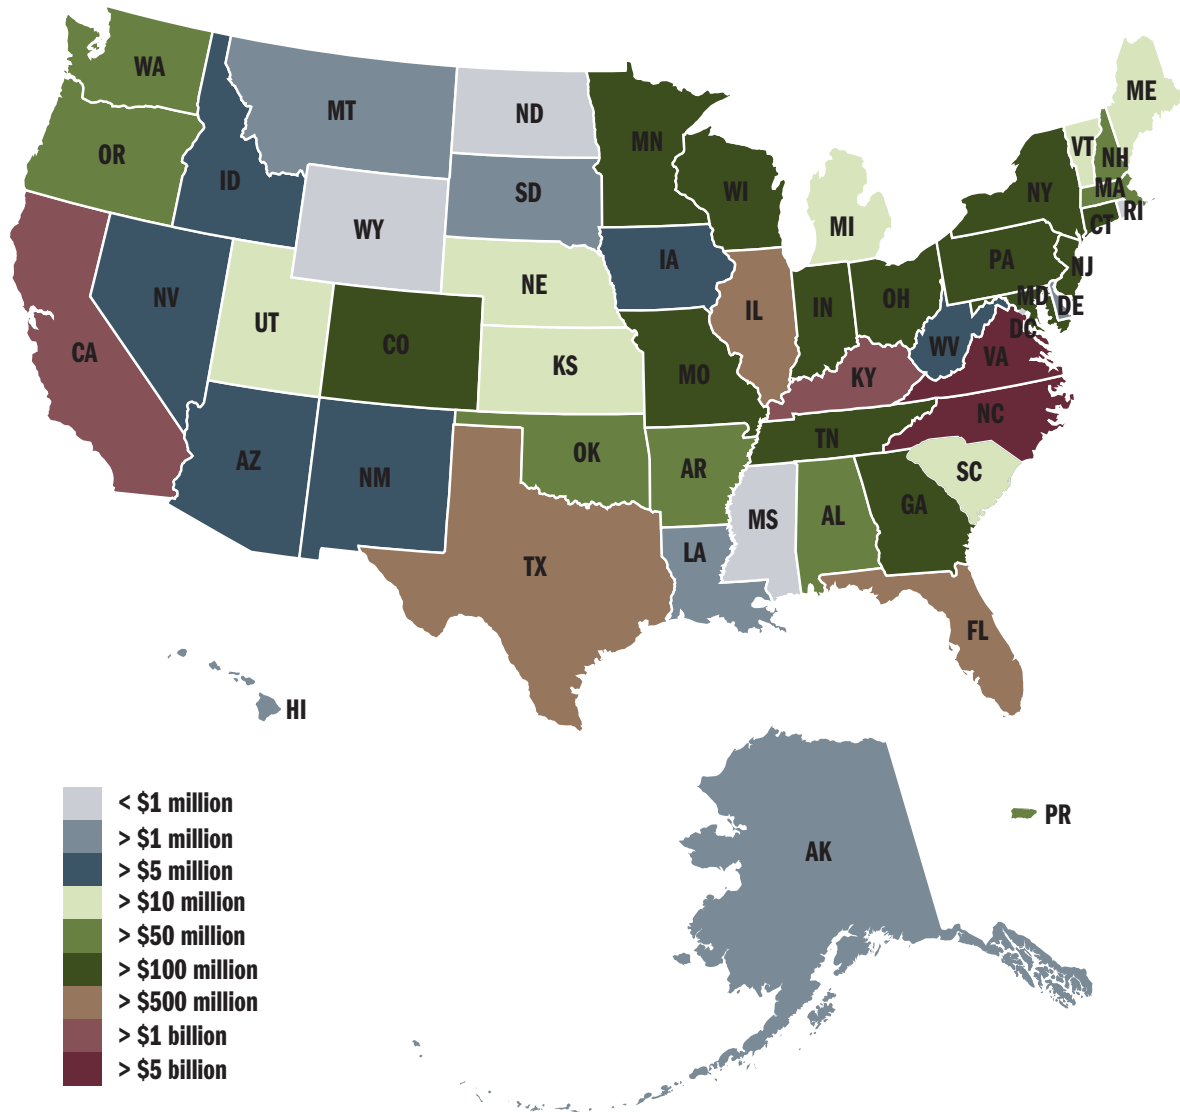 WA
MT
ND
MN
ME
OR
ID
SD
WI
VT
NH
NY
MA
RI
CT
WY
MI
IA
PA
NJ
NE
NV
UT
CO
IL
IN
OH
MD
DE
DC
WV
VA
CA
KS
MO
KY
NC
TN
AZ
NM
OK
AR
SC
MS
AL
GA
LA
TX
FL
HI
AK
PR
< $1 million
> $1 million
> $5 million
> $10 million
> $50 million
> $100 million
> $500 million
> $1 billion
> $5 billion